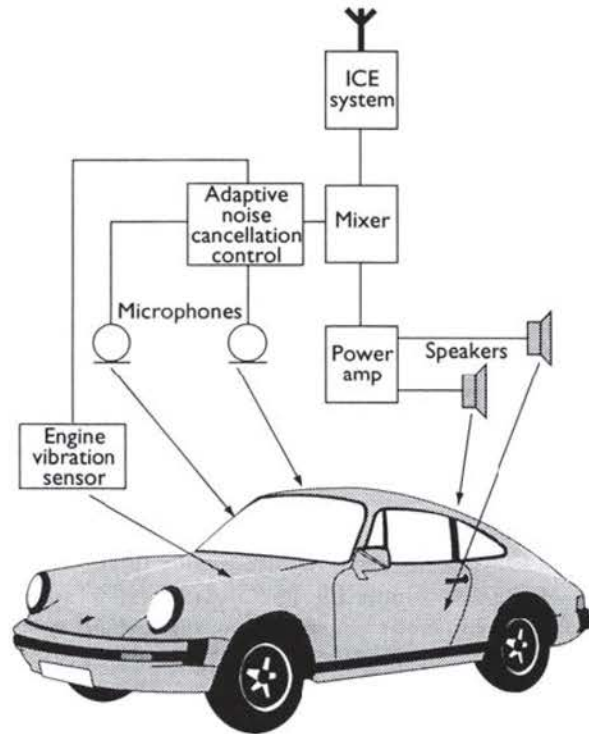 ICE
system
Adaptive
noise
cancellation
control
Mixer
Microphones
Power
amp
Speakers
Engine
vibration
sensor